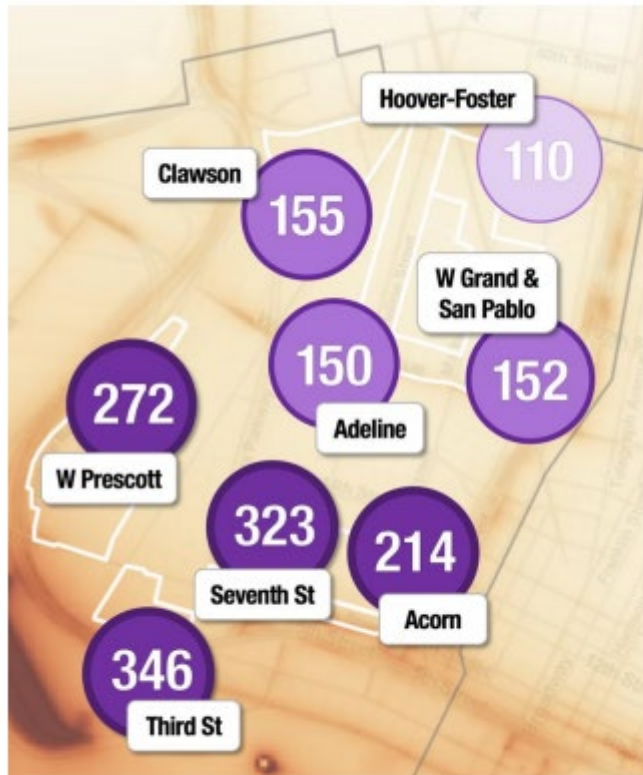 Hoover-Foster
110
Clawson
155
W Grand &
San Pablo
152
150
Adeline
272
W Prescott
323
Seventh St
214
Acorn
346
Third St